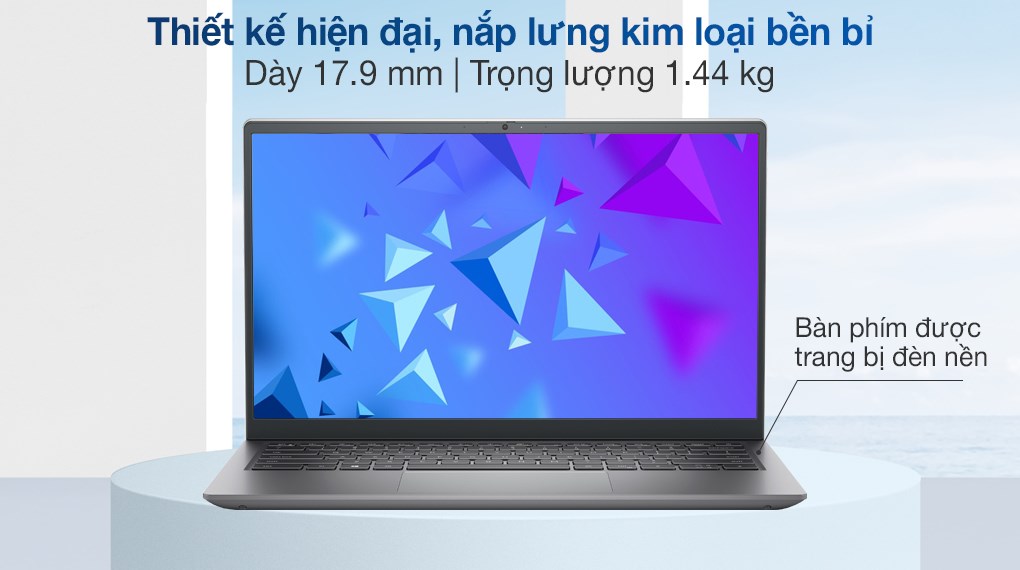 Thiết kế hiện đại, nắp lưng kim loại bền bỉ
Dày 17.9 mm | Trọng lượng 1.44 kg
Bàn phím được
trang bị đèn nền